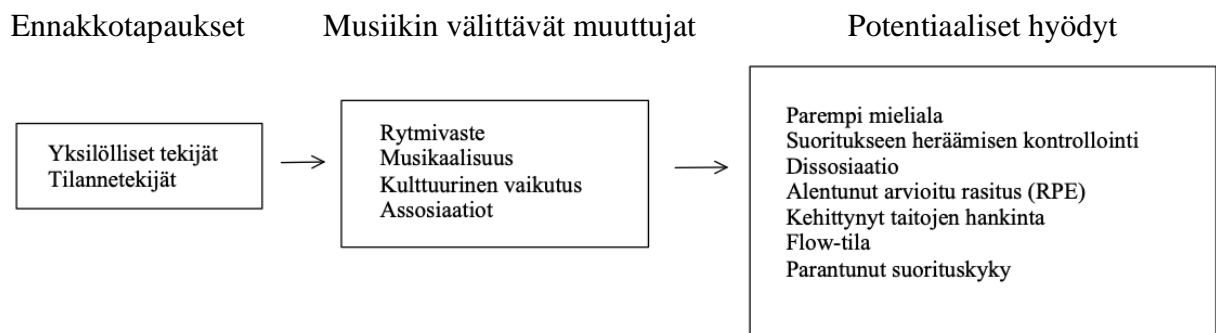 Ennakkotapaukset
Musiikin välittävät muuttujat
Potentiaaliset hyödyt
Yksilölliset tekijät
Tilannetekijät
Rytmivaste
Musikaalisuus
Kulttuurinen vaikutus
Assosiaatiot
Parempi mieliala
Suoritukseen heräämisen kontrollointi
Dissosiaatio
Alentunut arvioitu rasitus (RPE)
Kehittynyt taitojen hankinta
Flow-tila
Parantunut suorituskyky